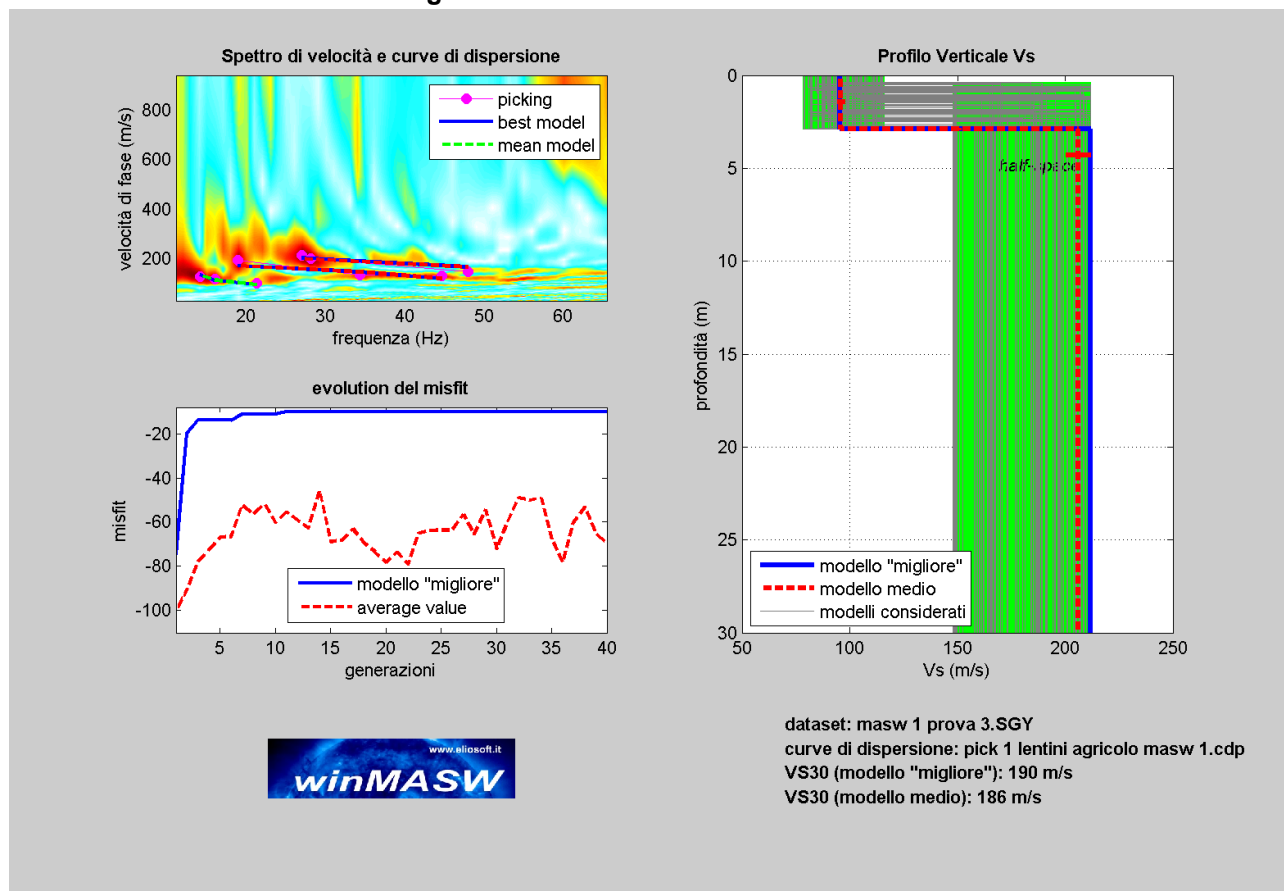 Spettro di velocità e curve di dispersione
velocità di fase (m/s)
800
600
400
200
picking
best model
mean model
20
30
40
50
60
frequenza (Hz)
evolution del misfit
misfit
-20
-40
-60
-80
-100
modello "migliore"
average value
5
10
15
20
25
30
35
40
generazioni
Profilo Verticale Vs
profondità (m)
0
5
10
15
20
25
30
half-space
modello "migliore"
modello medio
modelli considerati
50
100
150
200
250
Vs (m/s)
www.eliosoft.it
winMASW
dataset: masw 1 prova 3.SGY
curve di dispersione: pick 1 lentini agricolo masw 1.cdp
VS30 (modello "migliore"): 190 m/s
VS30 (modello medio): 186 m/s